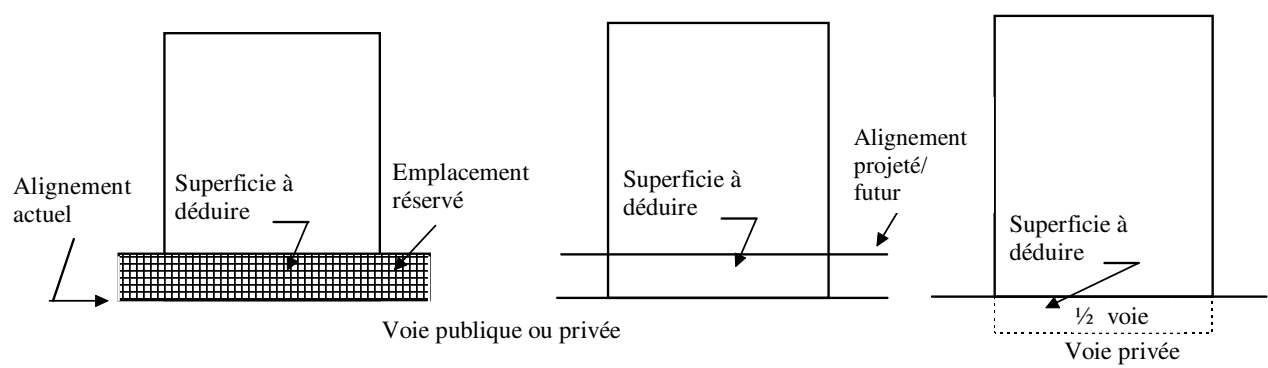 Alignement
actuel
Superficie à
déduire
Emplacement
réservé
Superficie à
déduire
Alignement
projeté/
futur
Superficie à
déduire
½ voie
Voie publique ou privée
Voie privée